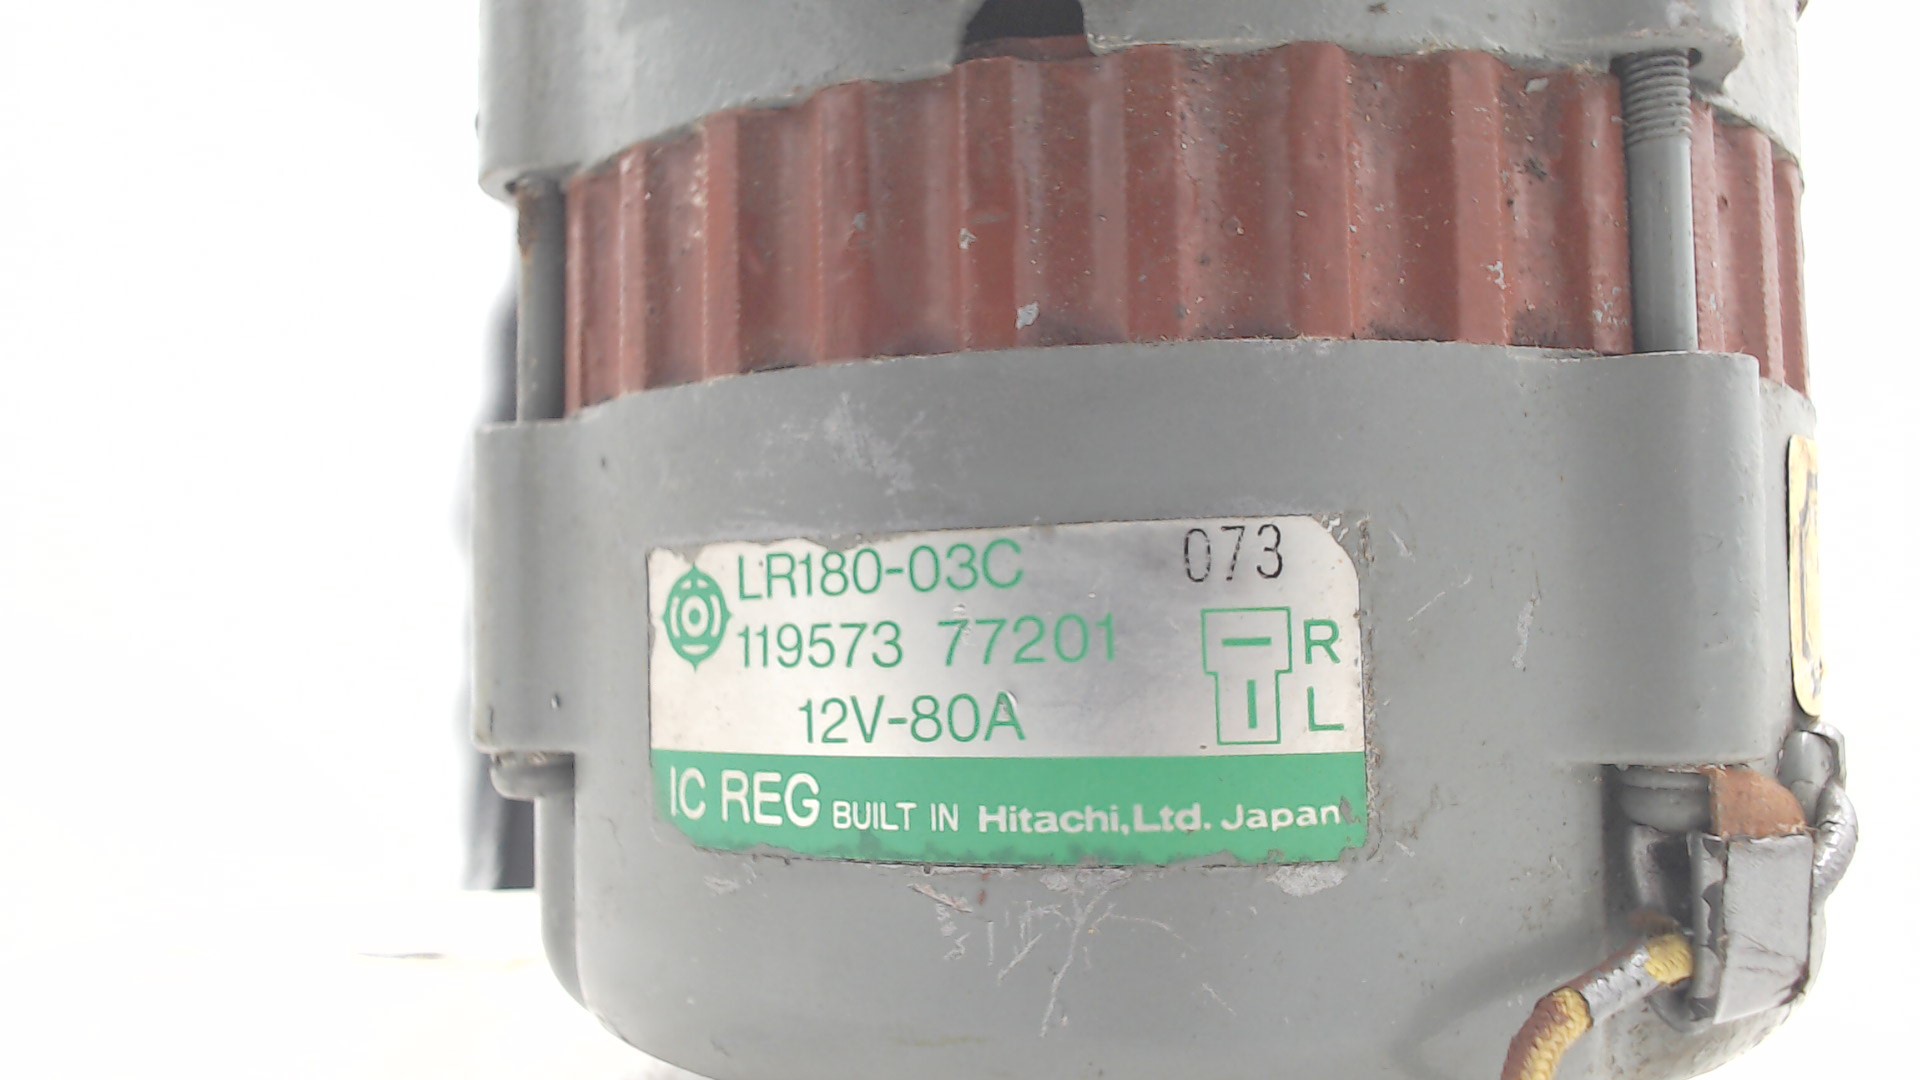 LR180-03C 073
119573 77201 R
12V-80A L
IC REG BUILT IN Hitachi, Ltd. Japan